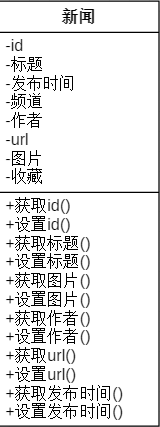 新闻
-id
-标题
-发布时间
-频道
-作者
-url
-图片
-收藏
+获取id()
+设置id()
+获取标题()
+设置标题()
+获取图片()
+设置图片()
+获取作者()
+设置作者()
+获取url()
+设置url()
+获取发布时间()
+设置发布时间()